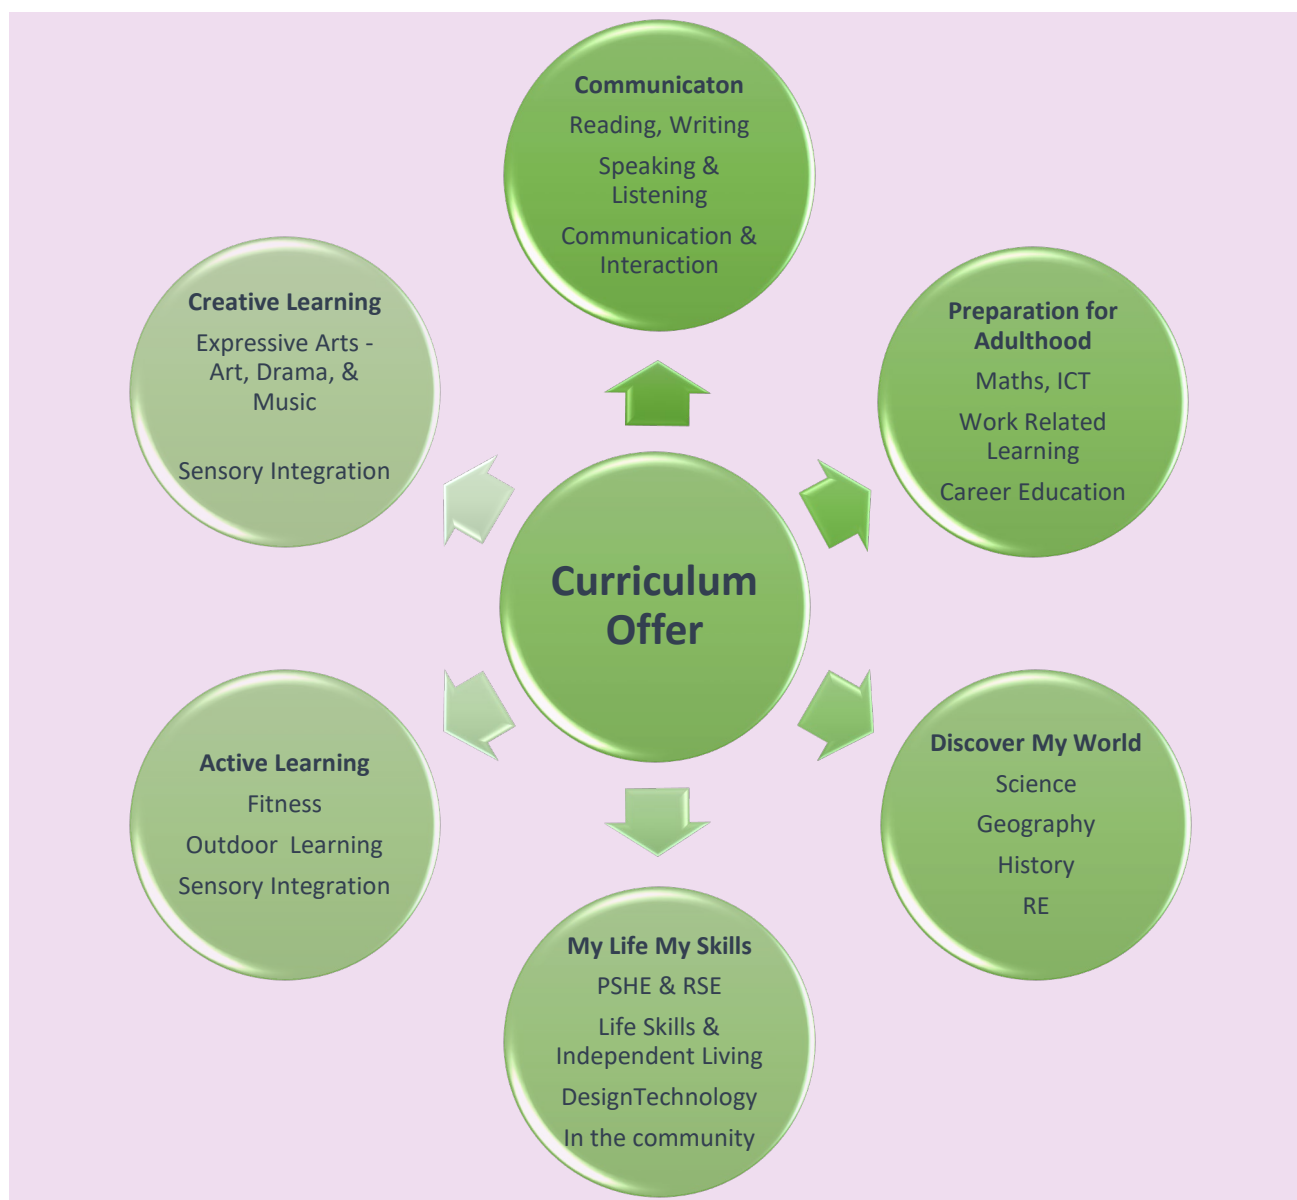 Communicaton
Reading, Writing
Speaking &
Listening
Communication &
Interaction
Preparation for
Adulthood
Maths, ICT
Work Related
Learning
Career Education
Discover My World
Science
Geography
History
RE
My Life My Skills
PSHE & RSE
Life Skills &
Independent Living
DesignTechnology
In the community
Active Learning
Fitness
Outdoor  Learning
Sensory Integration
Creative Learning
Expressive Arts -
Art, Drama, &
Music
Sensory Integration
Curriculum
Offer